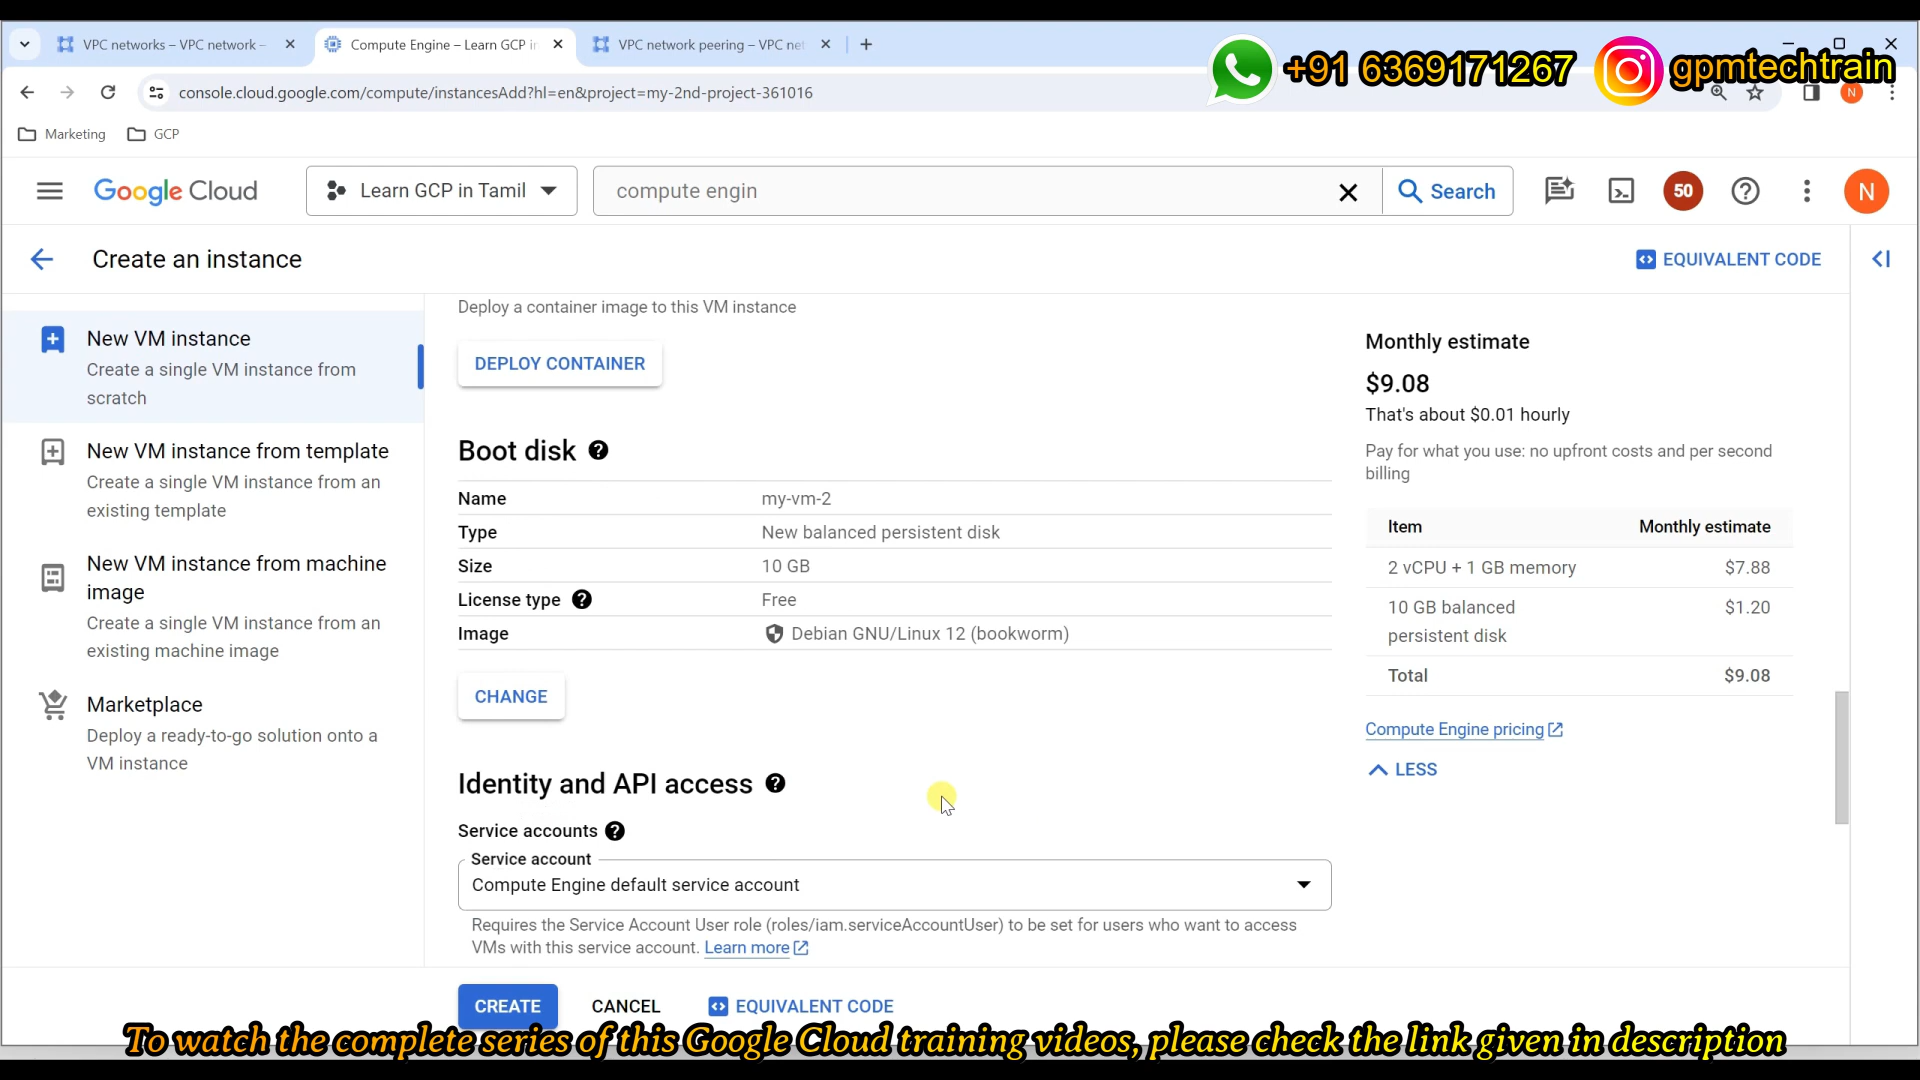 VPC networks – VPC network –
Compute Engine – Learn GCP in
VPC network peering – VPC net
+91 6369171267
gpmtechtrain
console.cloud.google.com/compute/instancesAdd?hl=en&project=my-2nd-project-361016
N
Marketing
GCP
Google Cloud
Learn GCP in Tamil
compute engin
Search
50
N
Create an instance
EQUIVALENT CODE
New VM instance
Create a single VM instance from
scratch
New VM instance from template
Create a single VM instance from an
existing template
New VM instance from machine
image
Create a single VM instance from an
existing machine image
Marketplace
Deploy a ready-to-go solution onto a
VM instance
Deploy a container image to this VM instance
DEPLOY CONTAINER
Boot disk
Name my-vm-2
Type New balanced persistent disk
Size 10 GB
License type Free
Image Debian GNU/Linux 12 (bookworm)
CHANGE
Identity and API access
Service accounts
Service account
Compute Engine default service account
Requires the Service Account User role (roles/iam.serviceAccountUser) to be set for users who want to access
VMs with this service account. Learn more
CREATE CANCEL EQUIVALENT CODE
Monthly estimate
$9.08
That's about $0.01 hourly
Pay for what you use: no upfront costs and per second
billing
Item Monthly estimate
2 vCPU + 1 GB memory $7.88
10 GB balanced $1.20
persistent disk
Total $9.08
Compute Engine pricing
LESS
To watch the complete series of this Google Cloud training videos, please check the link given in description